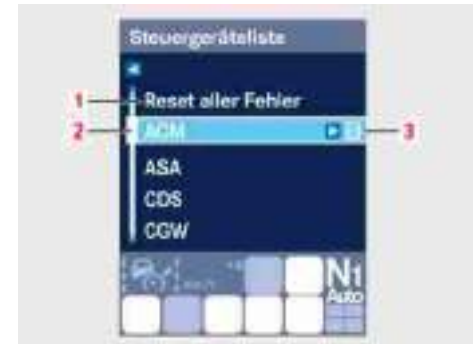 Steuergeräteliste
1 Reset aller Fehler
2 ACM 3
ASA
CDS
CGW
N1
Auto